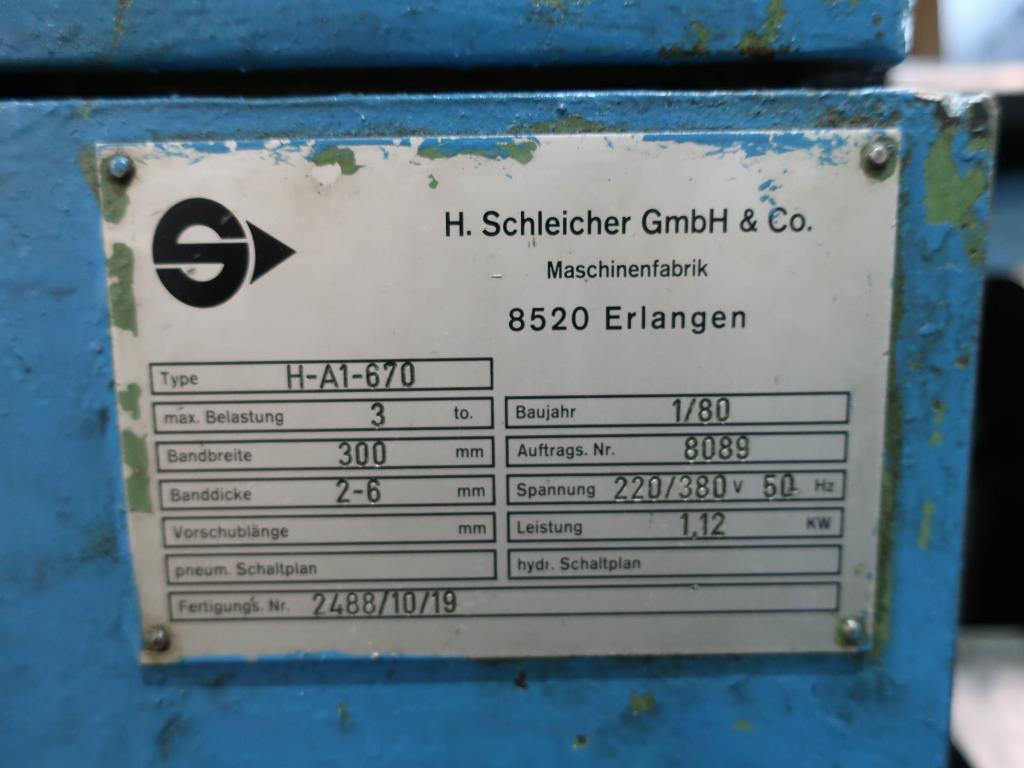 H. Schleicher GmbH & Co.
Maschinenfabrik
8520 Erlangen
Type H-A1-670
max. Belastung 3 to.
Bandbreite 300 mm
Banddicke 2-6 mm
Vorschublänge mm
pneum. Schaltplan
Baujahr 1/80
Auftrags. Nr. 8089
Spannung 220/380 V 50 Hz
Leistung 1,12 KW
hydr. Schaltplan
Fertigungs. Nr. 2488/10/19